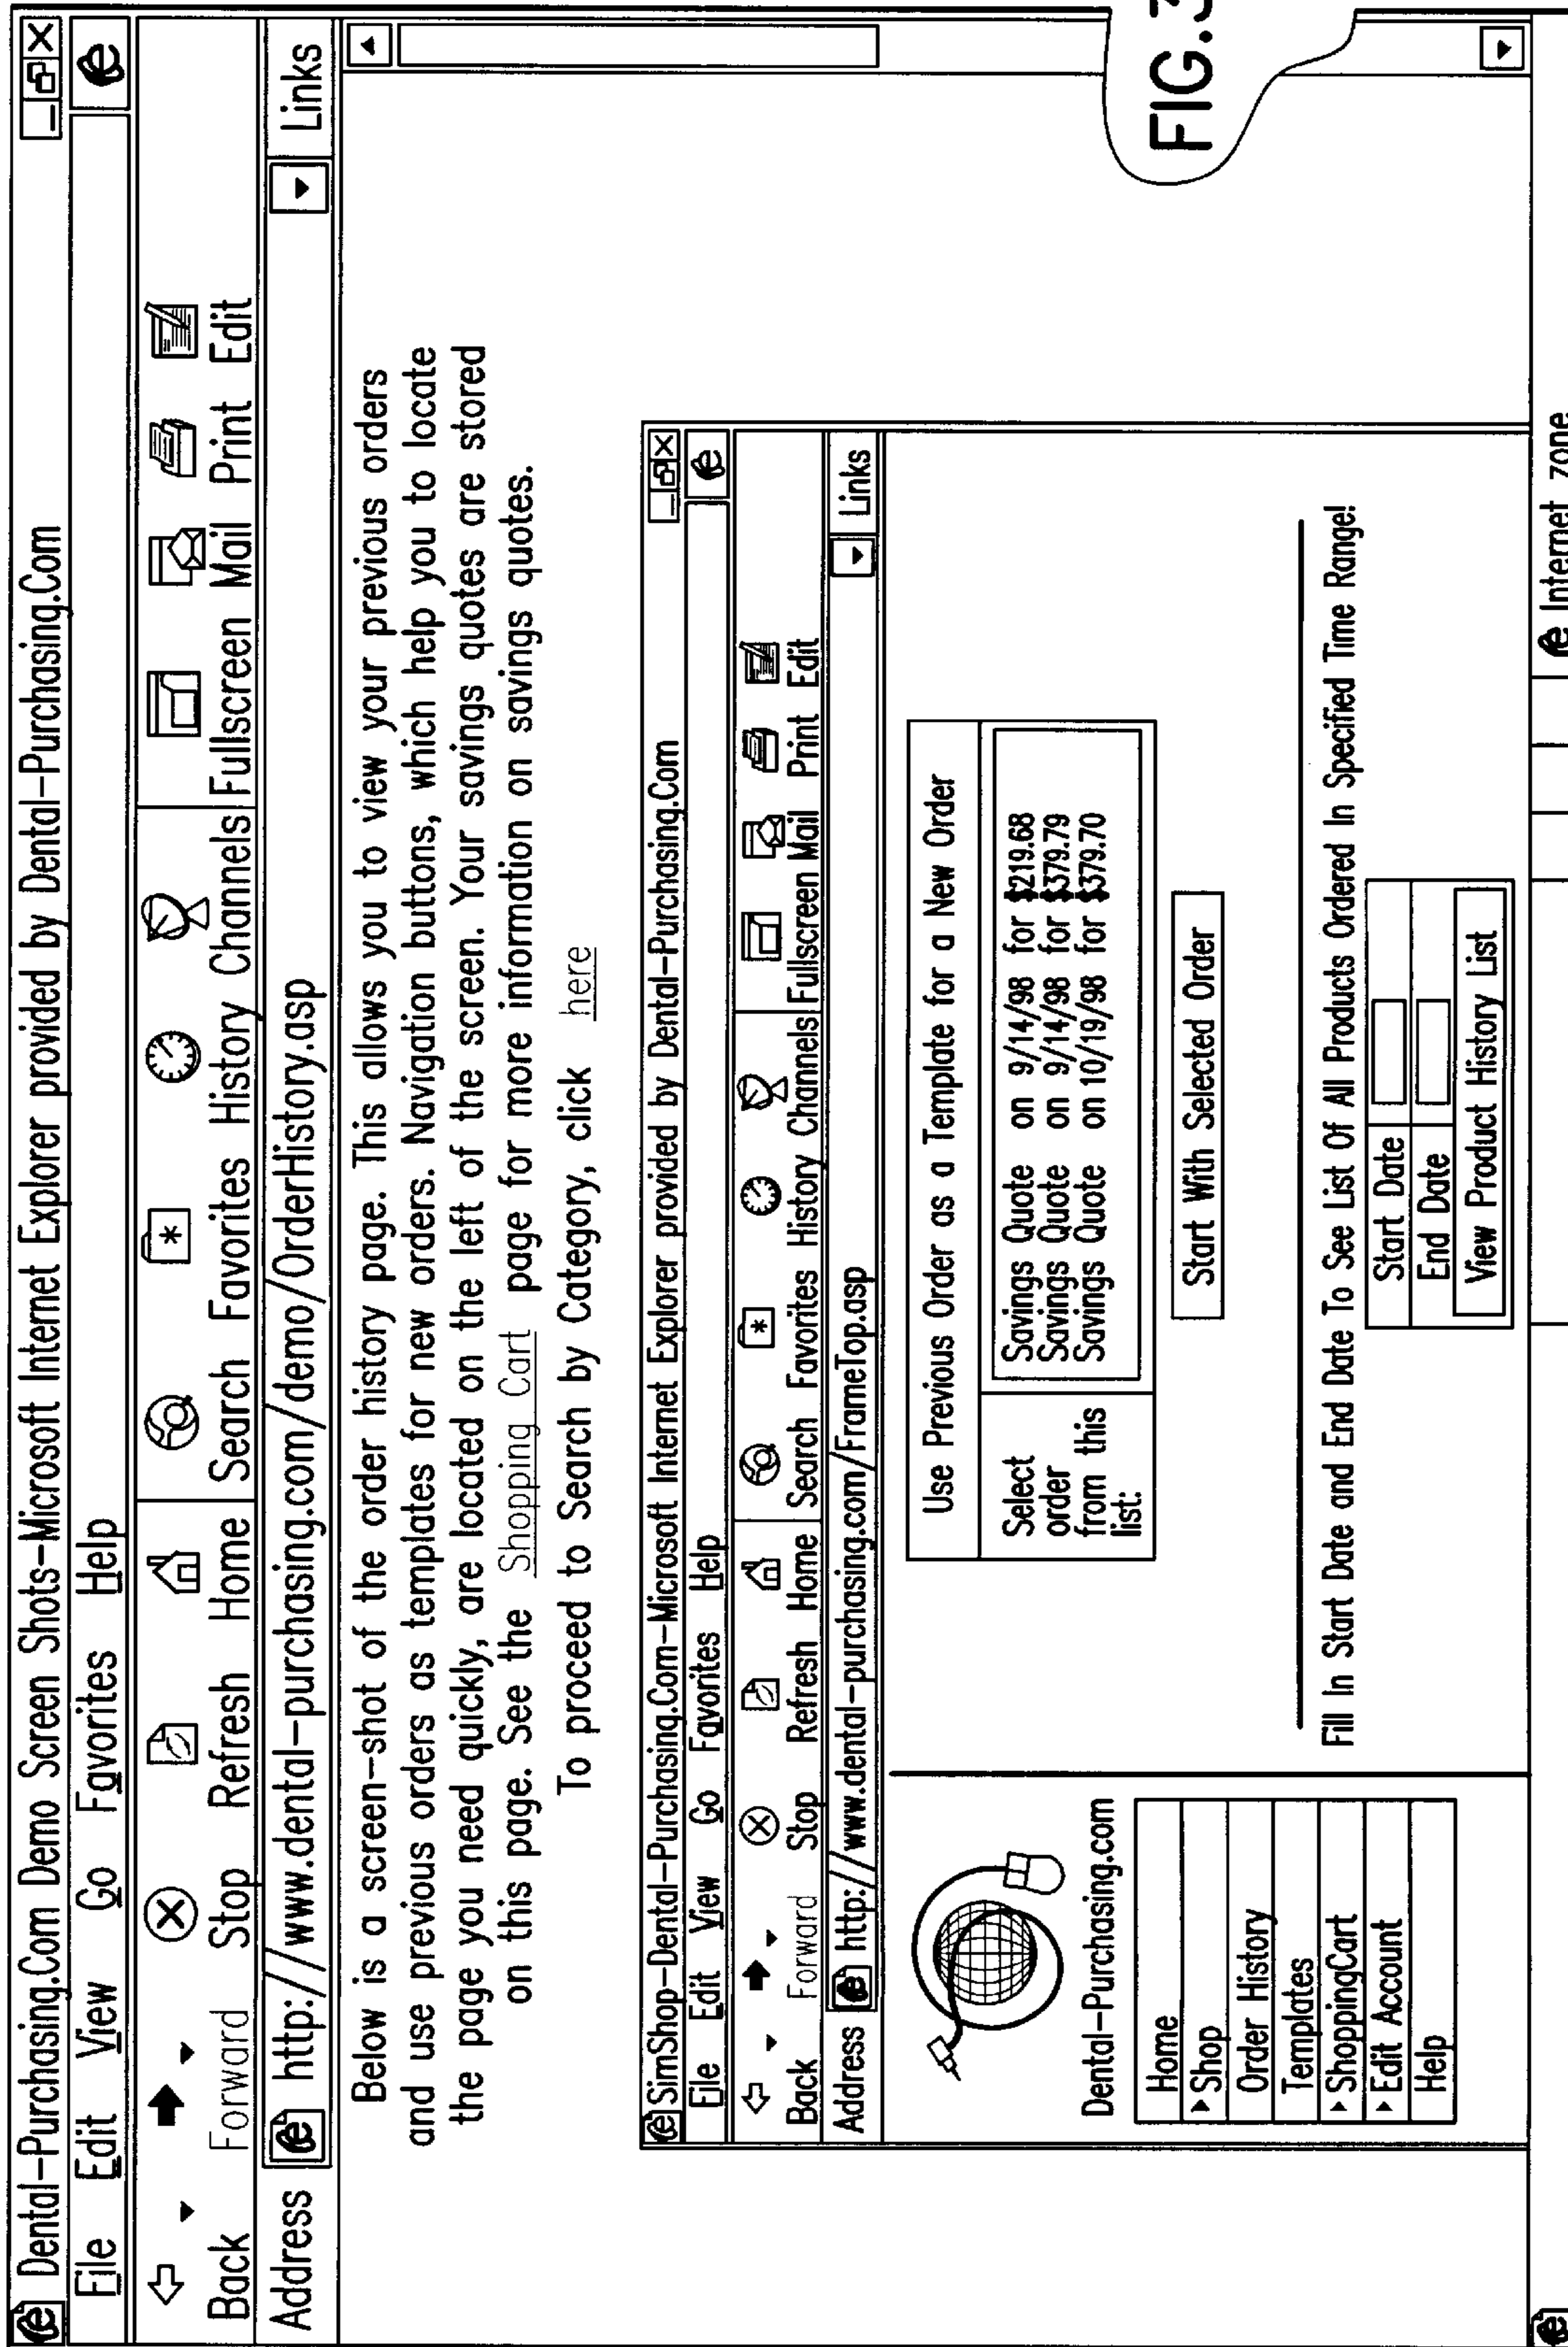 Dental-Purchasing.Com Demo Screen Shots-Microsoft Internet Explorer provided by Dental-Purchasing.Com
File Edit View Go Favorites Help
Back Forward Stop Refresh Home Search Favorites History Channels Fullscreen Mail Print Edit
Address http://www.dental-purchasing.com/demo/OrderHistory.asp Links
Below is a screen-shot of the order history page. This allows you to view your previous orders
and use previous orders as templates for new orders. Navigation buttons, which help you to locate
the page you need quickly, are located on the left of the screen. Your savings quotes are stored
on this page. See the Shopping Cart page for more information on savings quotes.
To proceed to Search by Category, click here
SimShop-Dental-Purchasing.Com-Microsoft Internet Explorer provided by Dental-Purchasing.Com
File Edit View Go Favorites Help
Back Forward Stop Refresh Home Search Favorites History Channels Fullscreen Mail Print Edit
Address http://www.dental-purchasing.com/FrameTop.asp Links
Dental-Purchasing.com
Home
Shop
Order History
Templates
ShoppingCart
Edit Account
Help
Use Previous Order as a Template for a New Order
Select
order
from this
list:
Savings Quote on 9/14/98 for $219.68
Savings Quote on 9/14/98 for $379.79
Savings Quote on 10/19/98 for $379.70
Start With Selected Order
Fill In Start Date and End Date To See List Of All Products Ordered In Specified Time Range!
Start Date
End Date
View Product History List
Internet zone
FIG.3